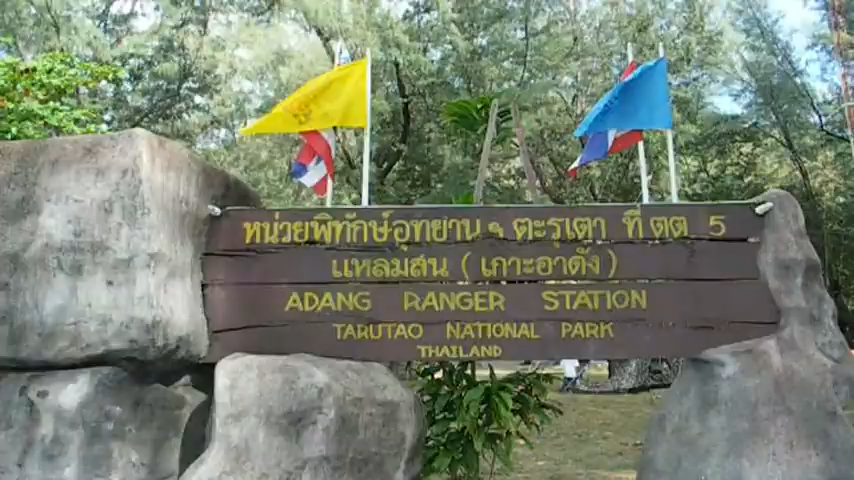 หน่วยพิทักษ์อุทยาน ฯ ตะรุเตา ที่ ตต 5
แหลมสน ( เกาะอาดัง )
ADANG RANGER STATION
TARUTAO NATIONAL PARK
THAILAND